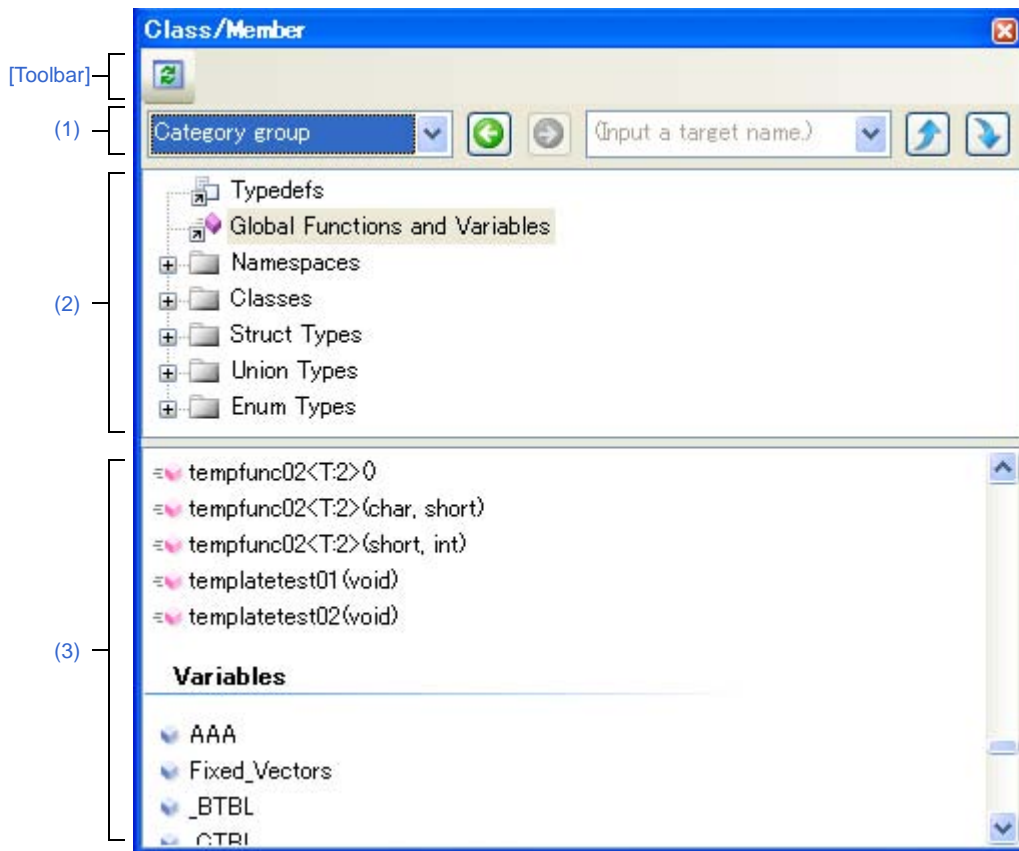 Class/Member
[Toolbar]
(1)
Category group
(Input a target name.)
(2)
Typedefs
Global Functions and Variables
Namespaces
Classes
Struct Types
Union Types
Enum Types
(3)
tempfunc02<T:2>()
tempfunc02<T:2>(char, short)
tempfunc02<T:2>(short, int)
templatetest01(void)
templatetest02(void)
Variables
AAA
Fixed_Vectors
_BTBL
_CTBL